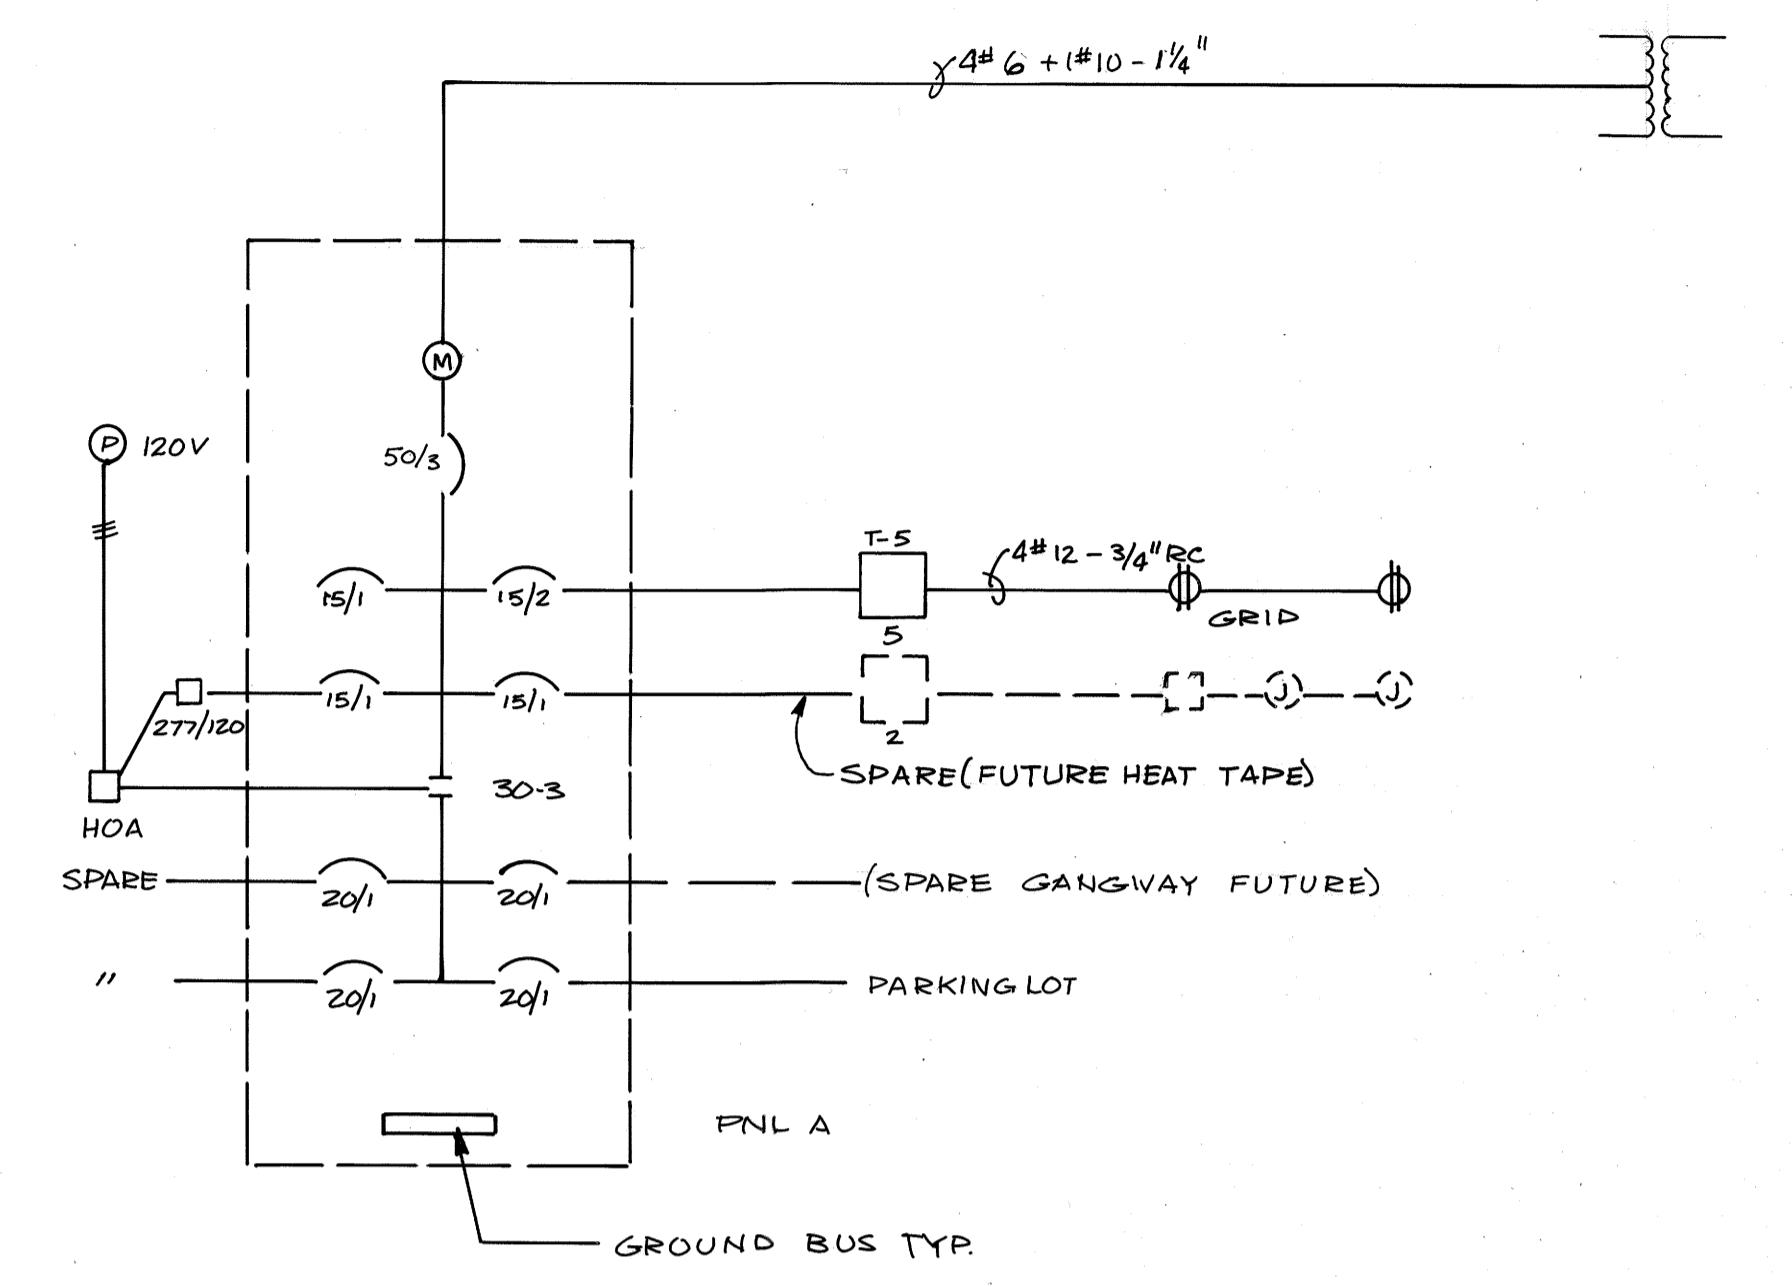 4# 6 + 1#10 - 1¼"
M
P 120V
50/3
T-5
4# 12 - 3/4" RC
15/1 15/2
GRID
5
15/1 15/1
J J
277/120
2
SPARE (FUTURE HEAT TAPE)
30-3
HOA
SPARE 20/1 20/1 (SPARE GANGWAY FUTURE)
" 20/1 20/1 PARKING LOT
PNL A
GROUND BUS TYP.